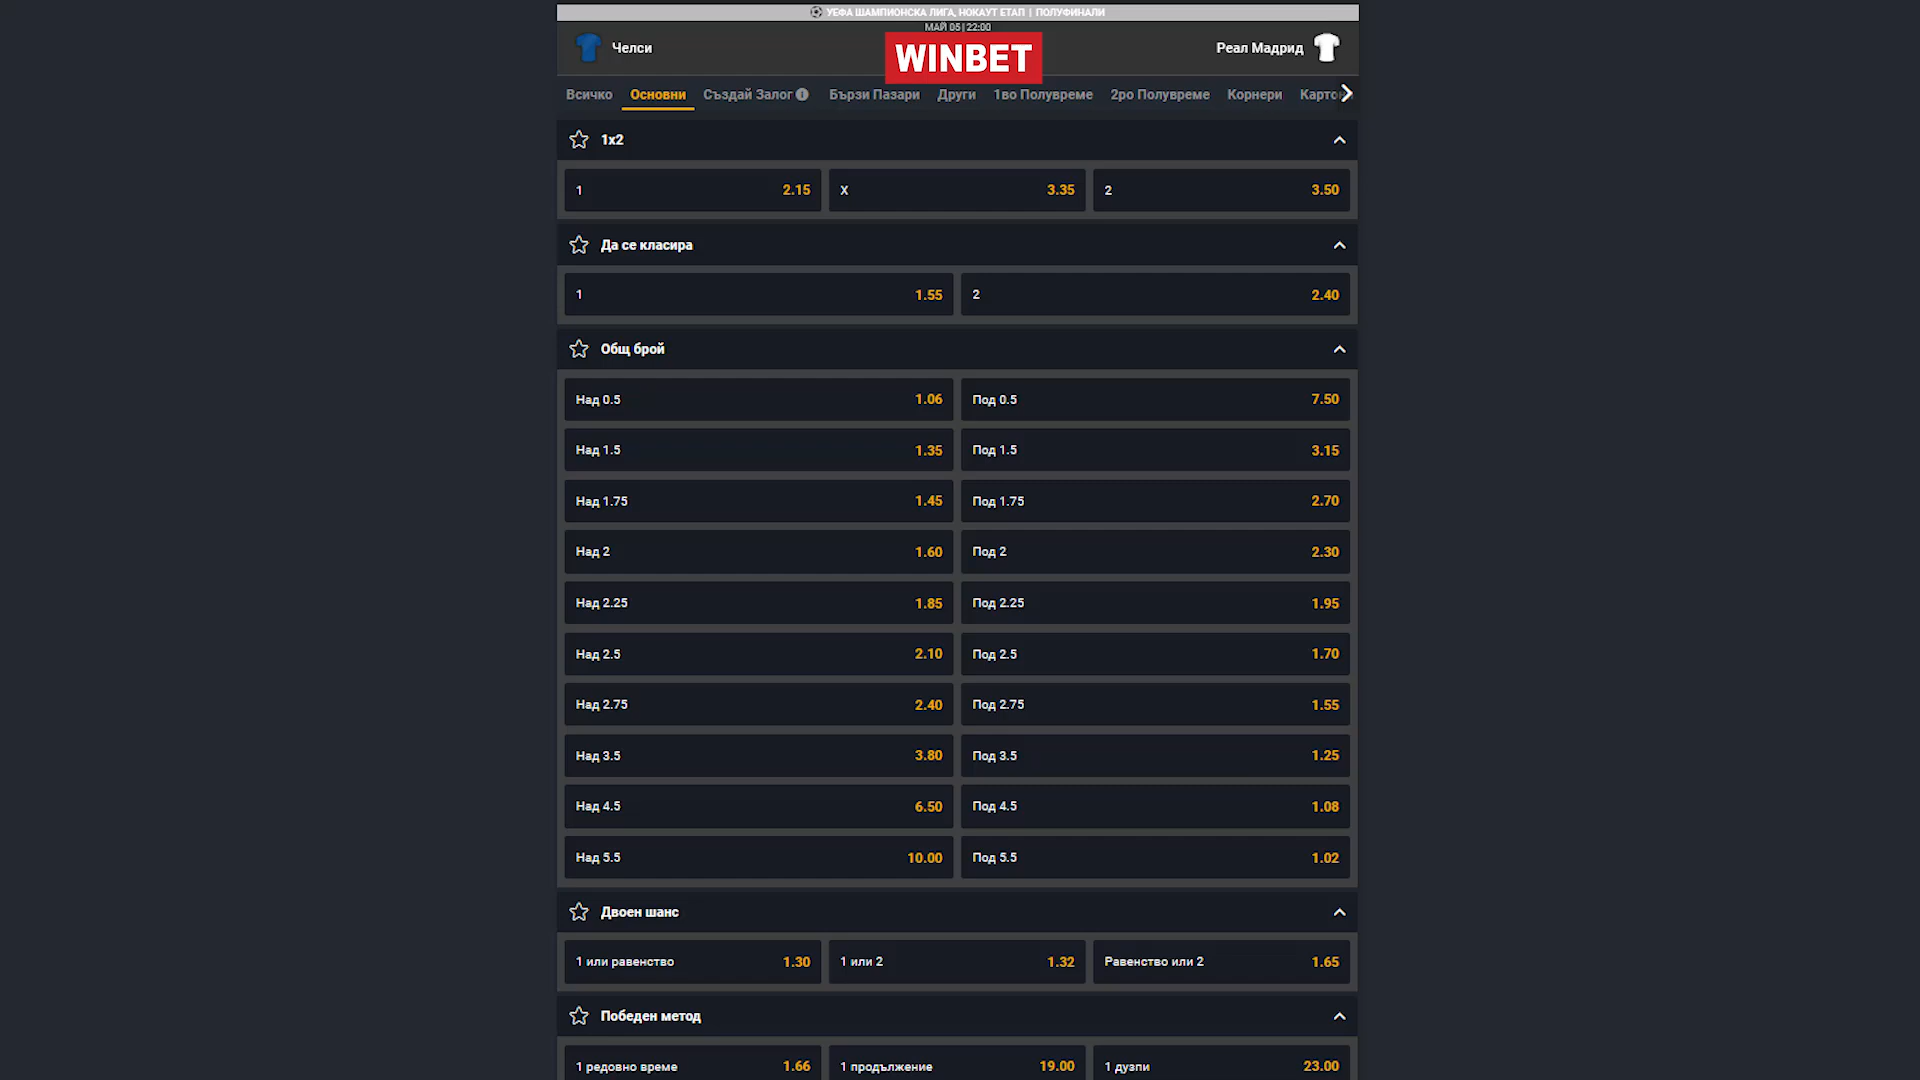 УЕФА ШАМПИОНСКА ЛИГА, НОКАУТ ЕТАП | ПОЛУФИНАЛИ
МАЙ 05 | 22:00
Челси
WINBET
Реал Мадрид
Всичко Основни Създай Залог Бързи Пазари Други 1во Полувреме 2ро Полувреме Корнери
1x2
1 2.15 X 3.35 2 3.50
Да се класира
1 1.55 2 2.40
Общ брой
Над 0.5 1.06 Под 0.5 7.50
Над 1.5 1.35 Под 1.5 3.15
Над 1.75 1.45 Под 1.75 2.70
Над 2 1.60 Под 2 2.30
Над 2.25 1.85 Под 2.25 1.95
Над 2.5 2.10 Под 2.5 1.70
Над 2.75 2.40 Под 2.75 1.55
Над 3.5 3.80 Под 3.5 1.25
Над 4.5 6.50 Под 4.5 1.08
Над 5.5 10.00 Под 5.5 1.02
Двоен шанс
1 или равенство 1.30 1 или 2 1.32 Равенство или 2 1.65
Победен метод
1 редовно време 1.66 1 продължение 19.00 1 дузпи 23.00